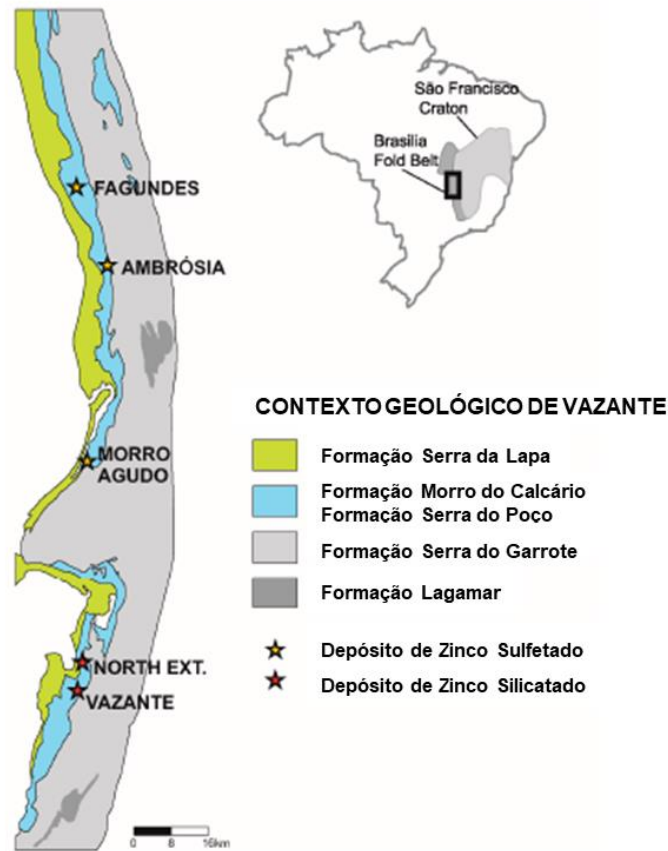 São Francisco
Craton
Brasilia
Fold Belt
FAGUNDES
AMBRÓSIA
MORRO
AGUDO
NORTH EXT.
VAZANTE
0 8 16km
CONTEXTO GEOLÓGICO DE VAZANTE
Formação Serra da Lapa
Formação Morro do Calcário
Formação Serra do Poço
Formação Serra do Garrote
Formação Lagamar
Depósito de Zinco Sulfetado
Depósito de Zinco Silicatado